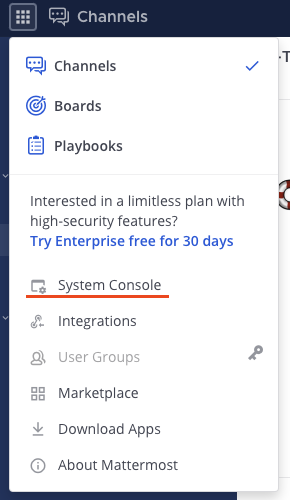 Channels
Channels
Boards
Playbooks
Interested in a limitless plan with
high-security features?
Try Enterprise free for 30 days
System Console
Integrations
User Groups
Marketplace
Download Apps
About Mattermost